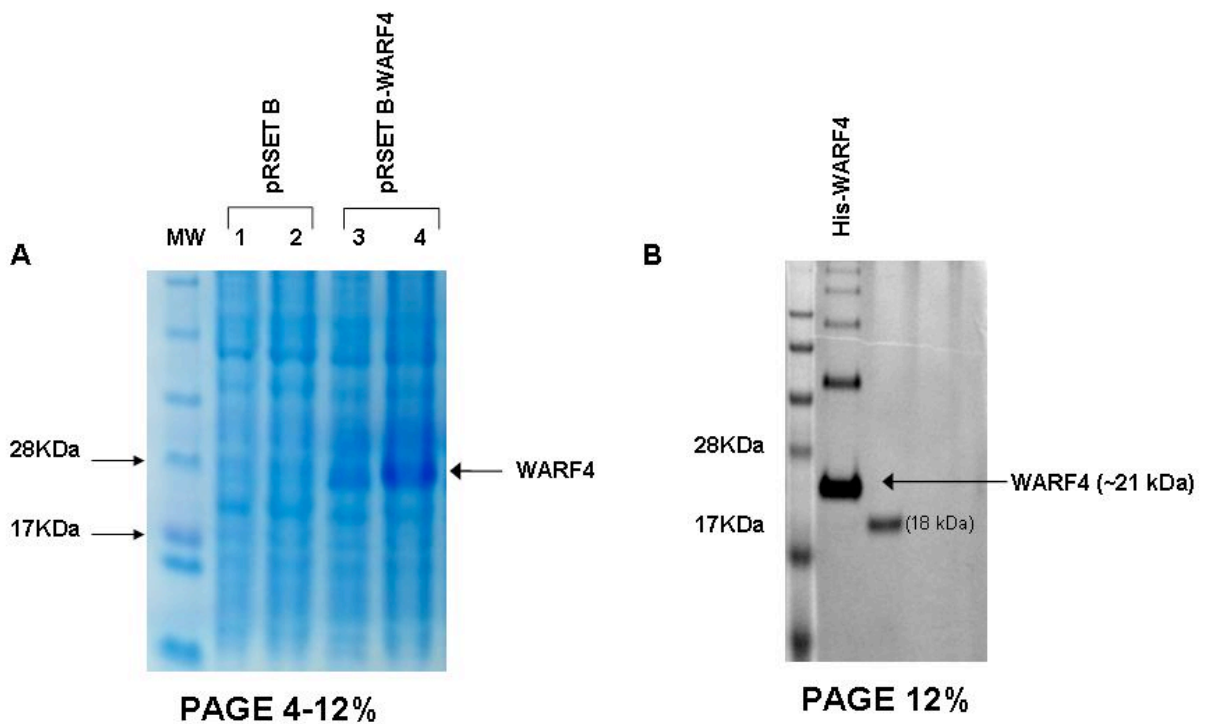 A
pRSET B
pRSET B-WARF4
MW
1
2
3
4
28KDa
17KDa
WARF4
PAGE 4-12%
B
His-WARF4
28KDa
17KDa
WARF4 (~21 kDa)
(18 kDa)
PAGE 12%